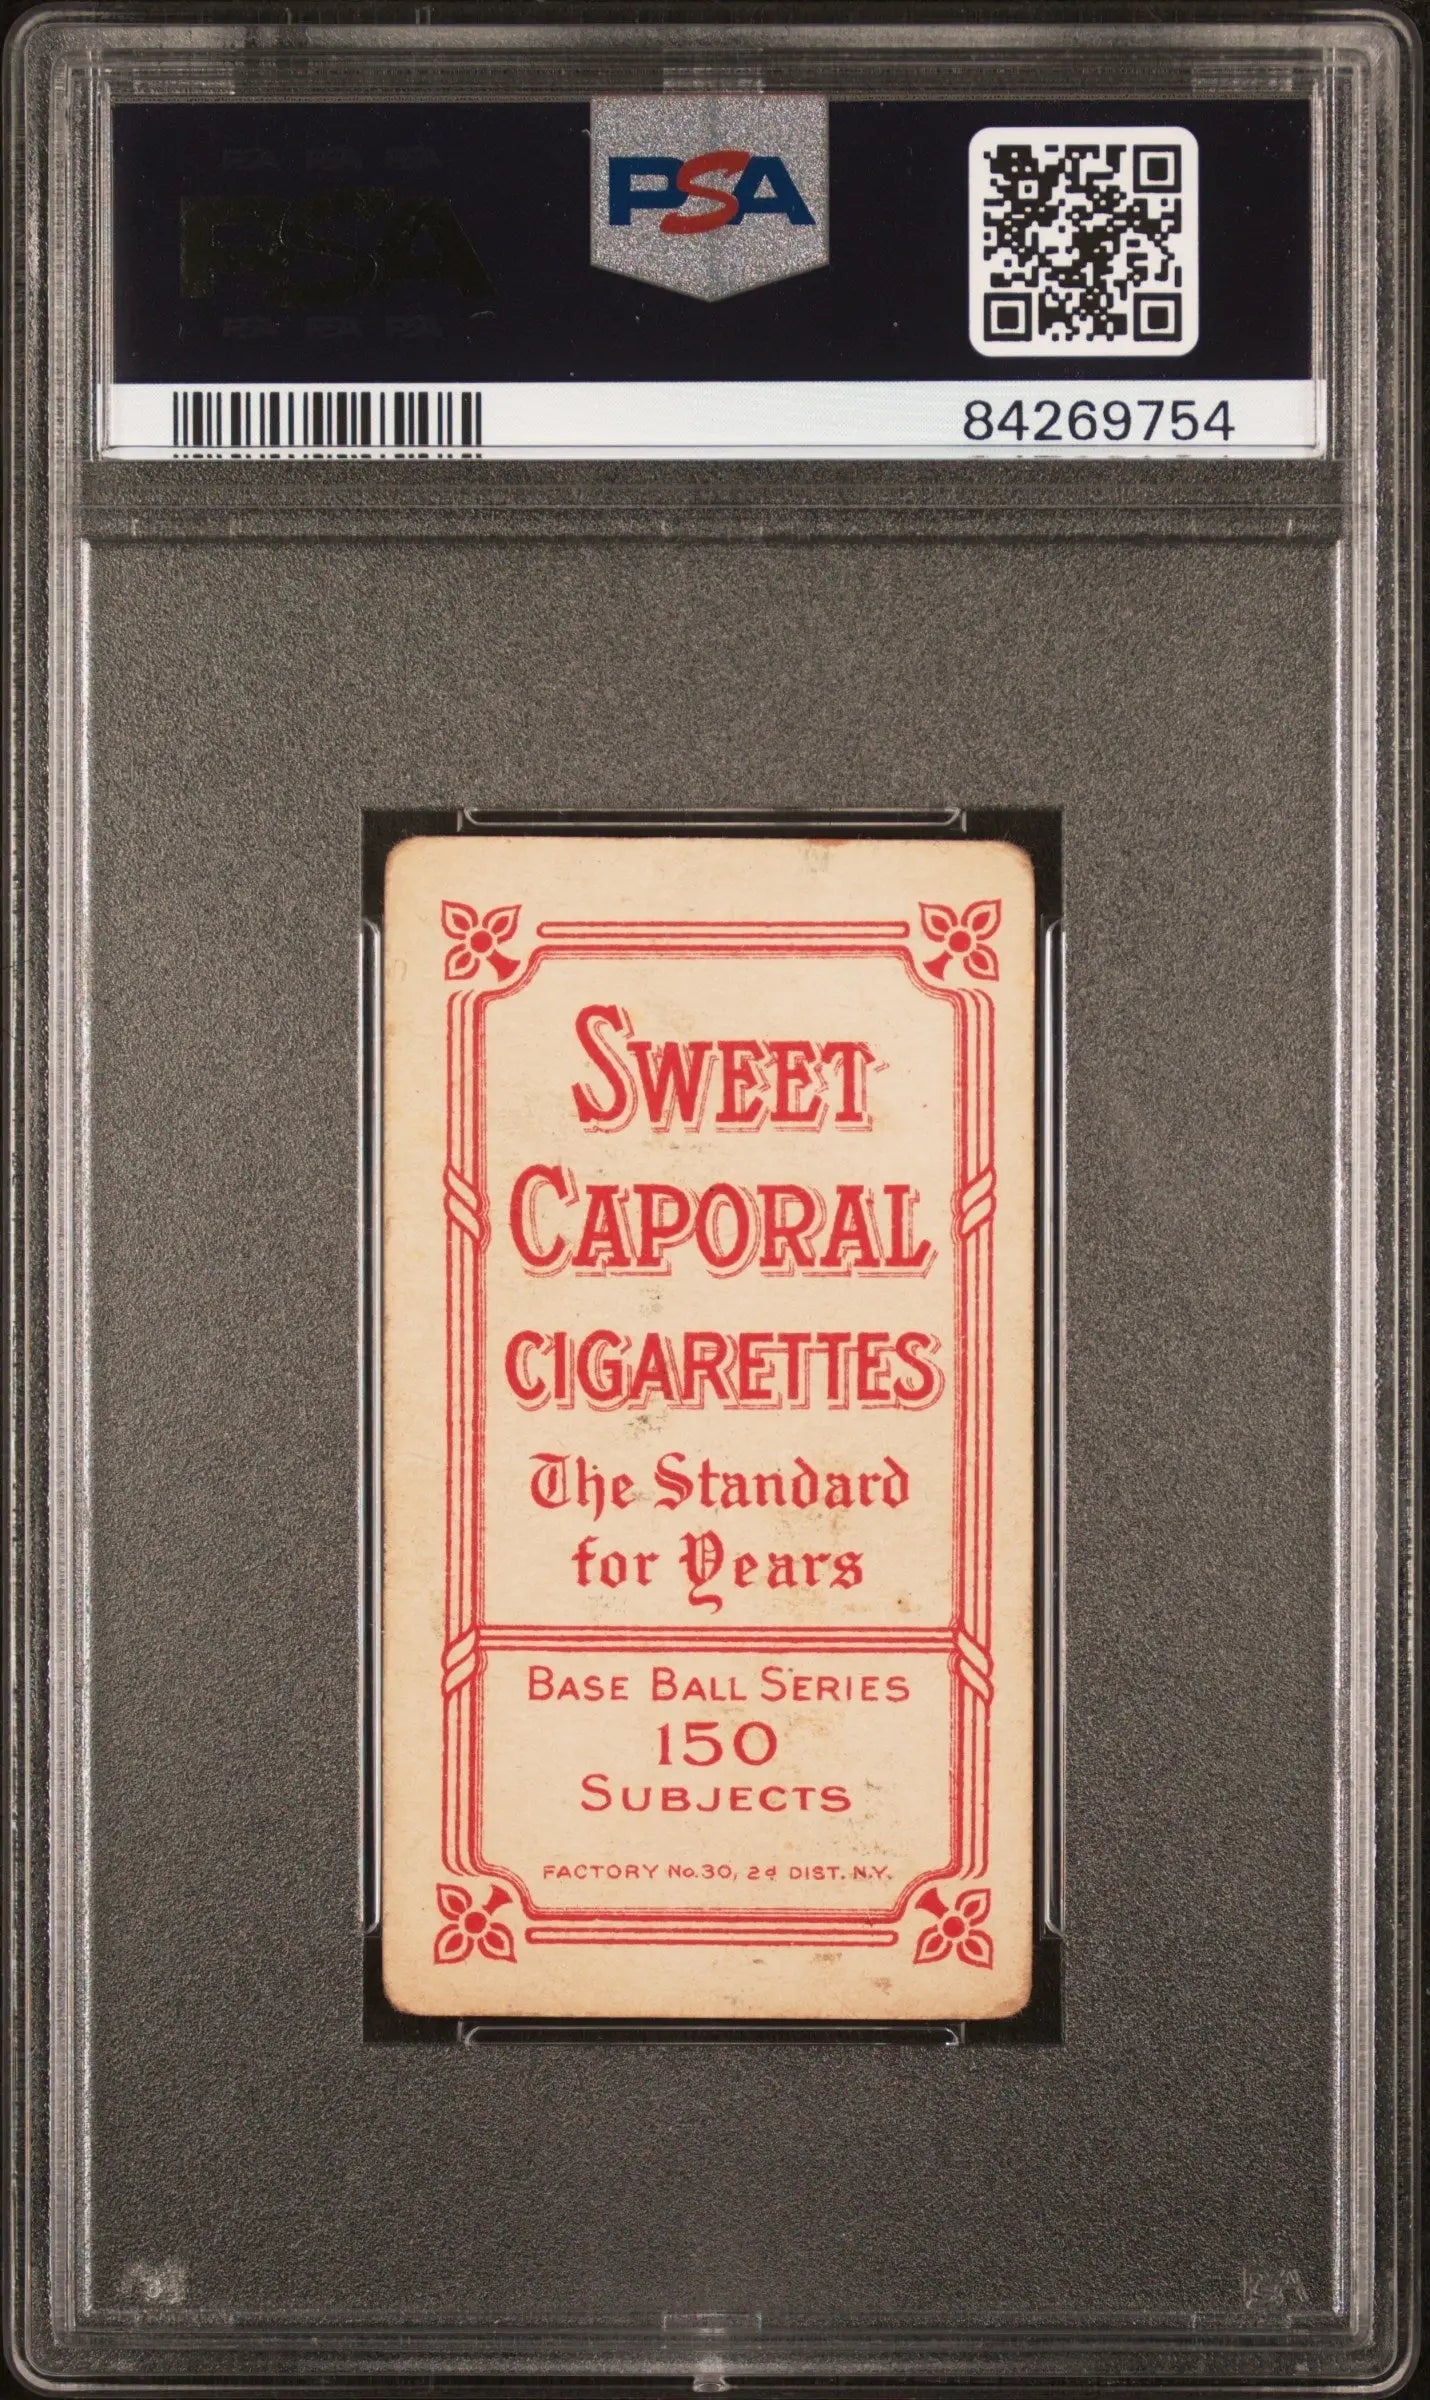 PSA
84269754
SWEET
CAPORAL
CIGARETTES
The Standard
for Years
BASE BALL SERIES
150
SUBJECTS
FACTORY No. 30, 2d DIST. N.Y.